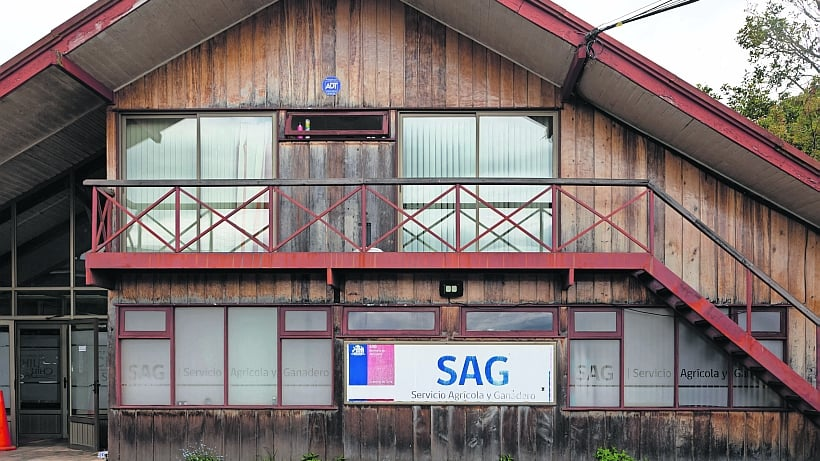 ADT
SAG
Servicio Agrícola y Ganadero
SAG
Servicio Agrícola y Ganadero
SAG
Servicio Agrícola y